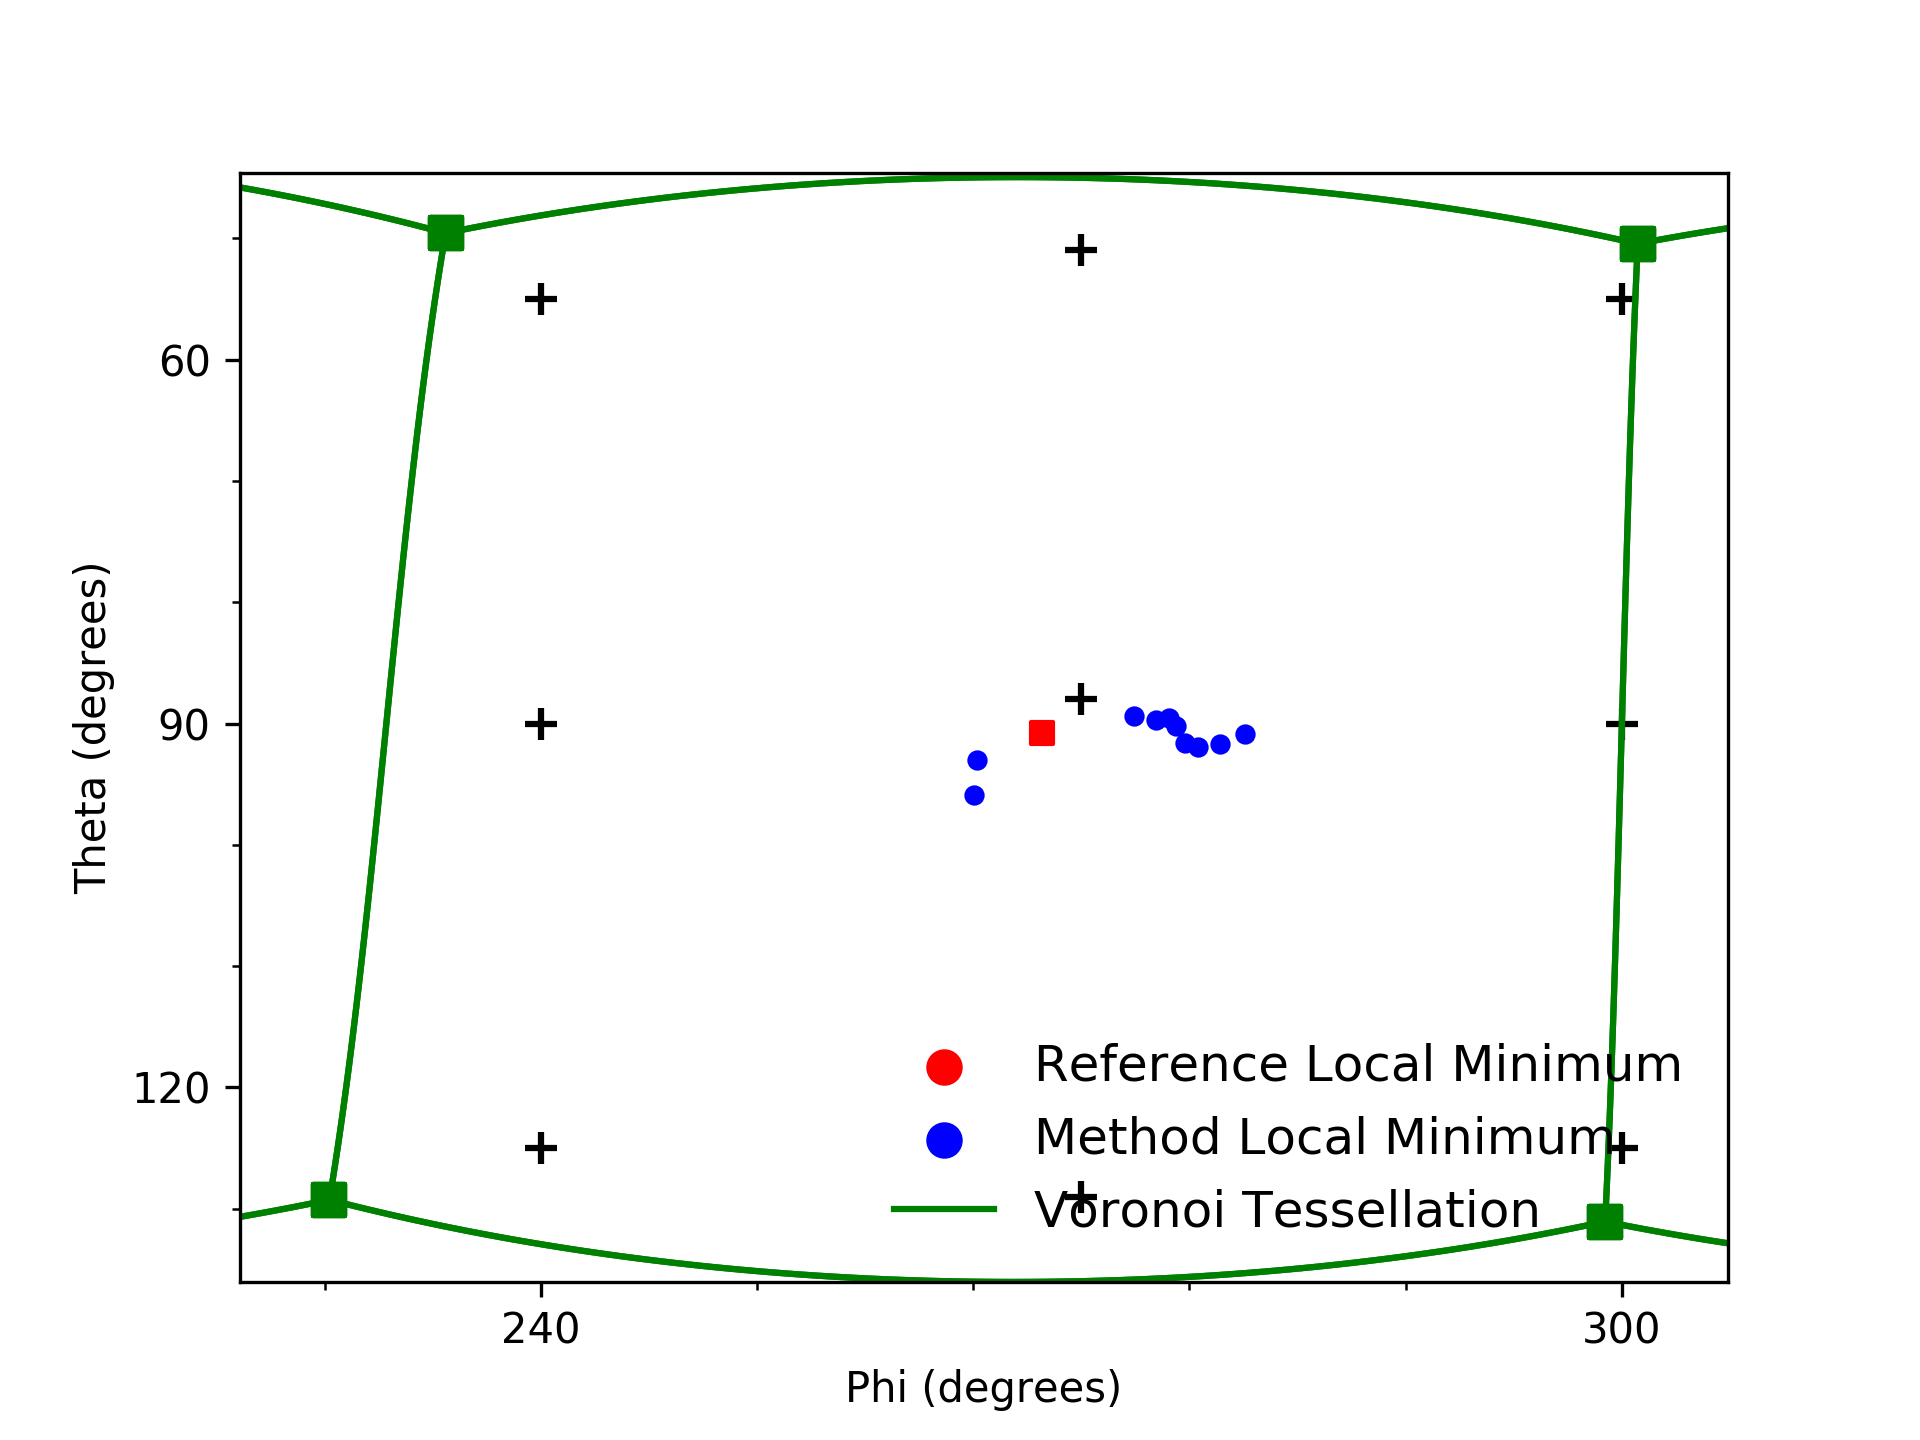 60
90
120
Theta (degrees)
Reference Local Minimum
Method Local Minimum
Voronoi Tessellation
240
300
Phi (degrees)